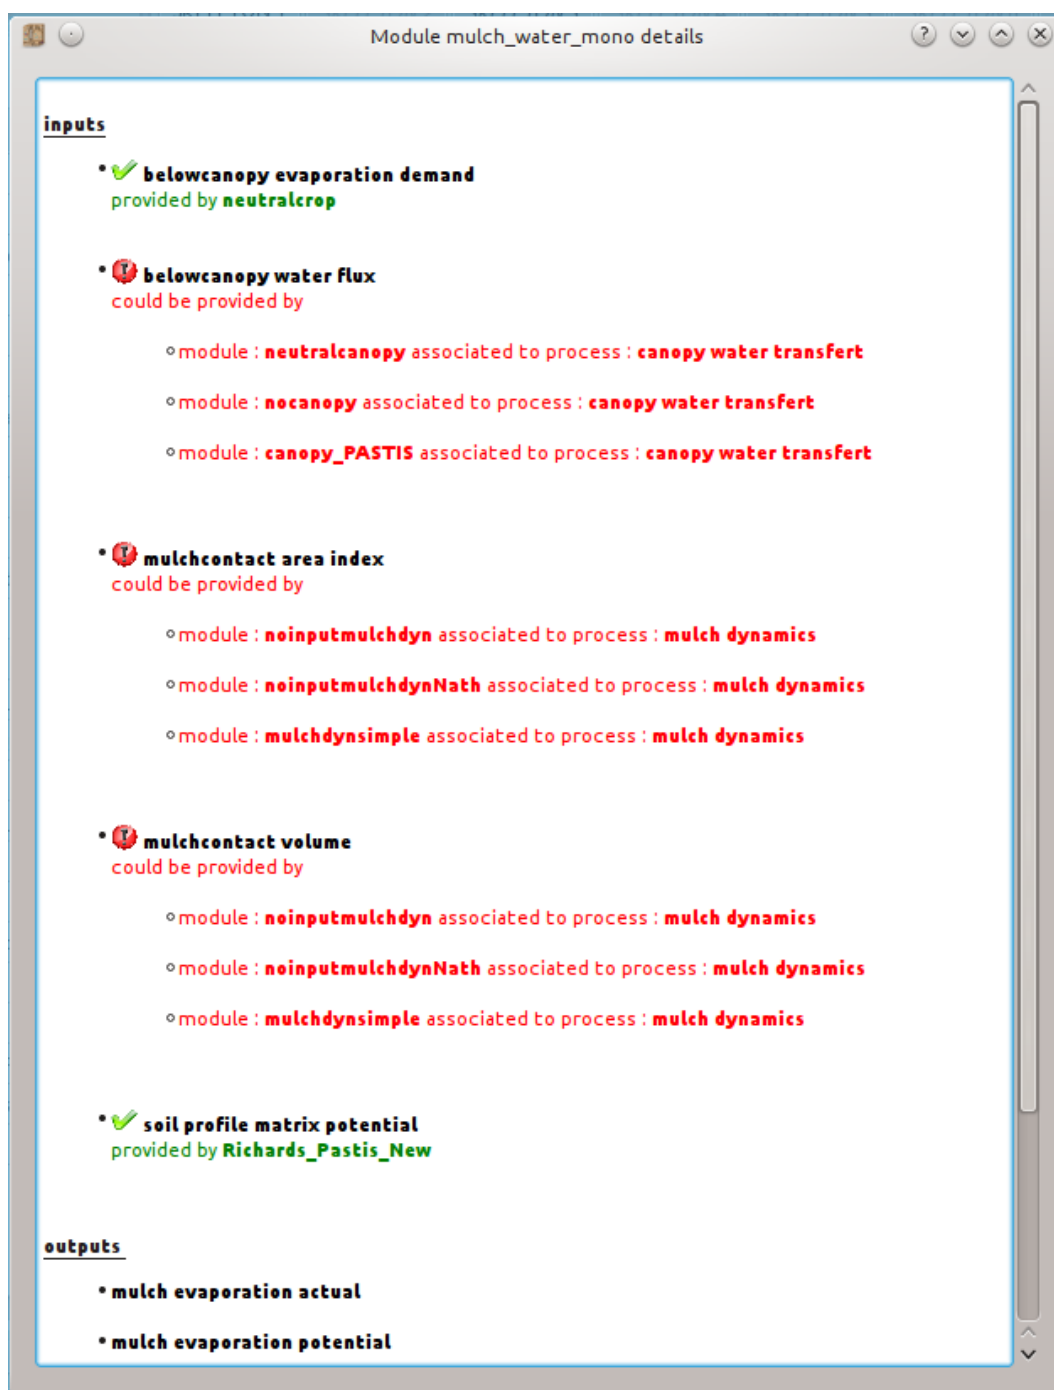 Module mulch_water_mono details
inputs
belowcanopy evaporation demand
provided by neutralcrop
belowcanopy water flux
could be provided by
module : neutralcanopy associated to process : canopy water transfert
module : nocanopy associated to process : canopy water transfert
module : canopy_PASTIS associated to process : canopy water transfert
mulchcontact area index
could be provided by
module : noinputmulchdyn associated to process : mulch dynamics
module : noinputmulchdynNath associated to process : mulch dynamics
module : mulchdynsimple associated to process : mulch dynamics
mulchcontact volume
could be provided by
module : noinputmulchdyn associated to process : mulch dynamics
module : noinputmulchdynNath associated to process : mulch dynamics
module : mulchdynsimple associated to process : mulch dynamics
soil profile matrix potential
provided by Richards_Pastis_New
outputs
mulch evaporation actual
mulch evaporation potential